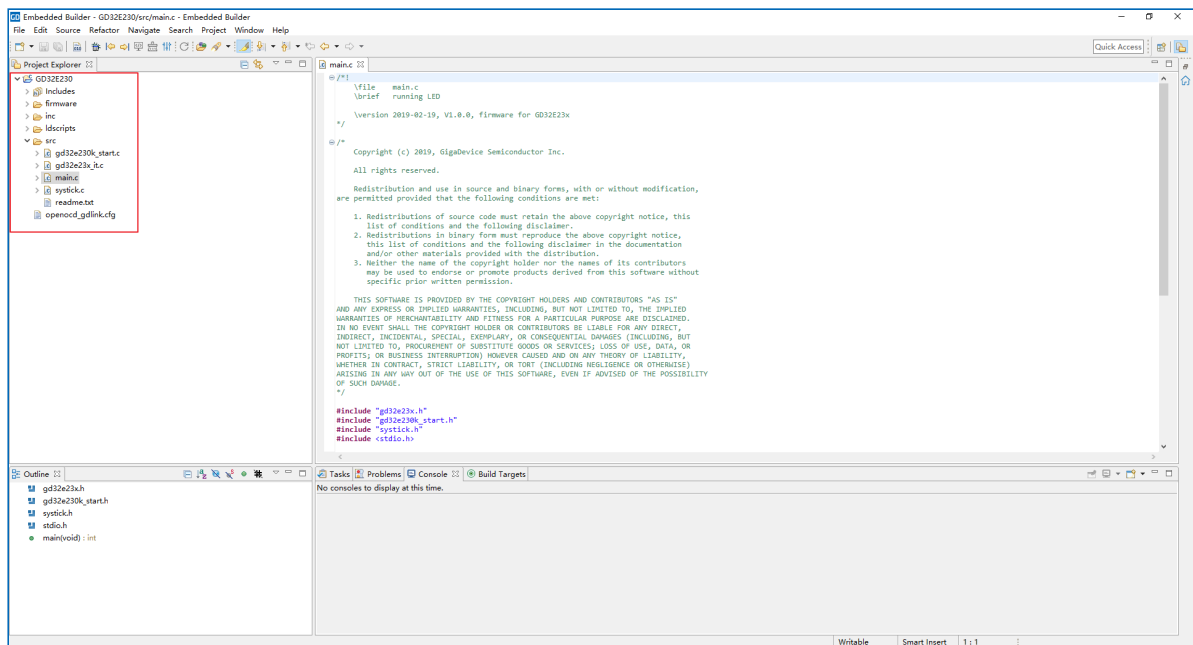 GD Embedded Builder - GD32E230/src/main.c - Embedded Builder
File Edit Source Refactor Navigate Search Project Window Help
Quick Access
Project Explorer
GD32E230
Includes
firmware
inc
ldscripts
src
gd32e230k_start.c
gd32e23x_it.c
main.c
systick.c
readme.txt
openocd_gdlink.cfg
main.c
/*!
\file main.c
\brief running LED
\version 2019-02-19, V1.0.0, firmware for GD32E23x
*/
/*
Copyright (c) 2019, GigaDevice Semiconductor Inc.
All rights reserved.
Redistribution and use in source and binary forms, with or without modification,
are permitted provided that the following conditions are met:
1. Redistributions of source code must retain the above copyright notice, this
list of conditions and the following disclaimer.
2. Redistributions in binary form must reproduce the above copyright notice,
this list of conditions and the following disclaimer in the documentation
and/or other materials provided with the distribution.
3. Neither the name of the copyright holder nor the names of its contributors
may be used to endorse or promote products derived from this software without
specific prior written permission.
THIS SOFTWARE IS PROVIDED BY THE COPYRIGHT HOLDERS AND CONTRIBUTORS "AS IS"
AND ANY EXPRESS OR IMPLIED WARRANTIES, INCLUDING, BUT NOT LIMITED TO, THE IMPLIED
WARRANTIES OF MERCHANTABILITY AND FITNESS FOR A PARTICULAR PURPOSE ARE DISCLAIMED.
IN NO EVENT SHALL THE COPYRIGHT HOLDER OR CONTRIBUTORS BE LIABLE FOR ANY DIRECT,
INDIRECT, INCIDENTAL, SPECIAL, EXEMPLARY, OR CONSEQUENTIAL DAMAGES (INCLUDING, BUT
NOT LIMITED TO, PROCUREMENT OF SUBSTITUTE GOODS OR SERVICES; LOSS OF USE, DATA, OR
PROFITS; OR BUSINESS INTERRUPTION) HOWEVER CAUSED AND ON ANY THEORY OF LIABILITY,
WHETHER IN CONTRACT, STRICT LIABILITY, OR TORT (INCLUDING NEGLIGENCE OR OTHERWISE)
ARISING IN ANY WAY OUT OF THE USE OF THIS SOFTWARE, EVEN IF ADVISED OF THE POSSIBILITY
OF SUCH DAMAGE.
*/
#include "gd32e23x.h"
#include "gd32e230k_start.h"
#include "systick.h"
#include <stdio.h>
Outline
gd32e23x.h
gd32e230k_start.h
systick.h
stdio.h
main(void) : int
Tasks Problems Console Build Targets
No consoles to display at this time.
Writable Smart Insert 1 : 1